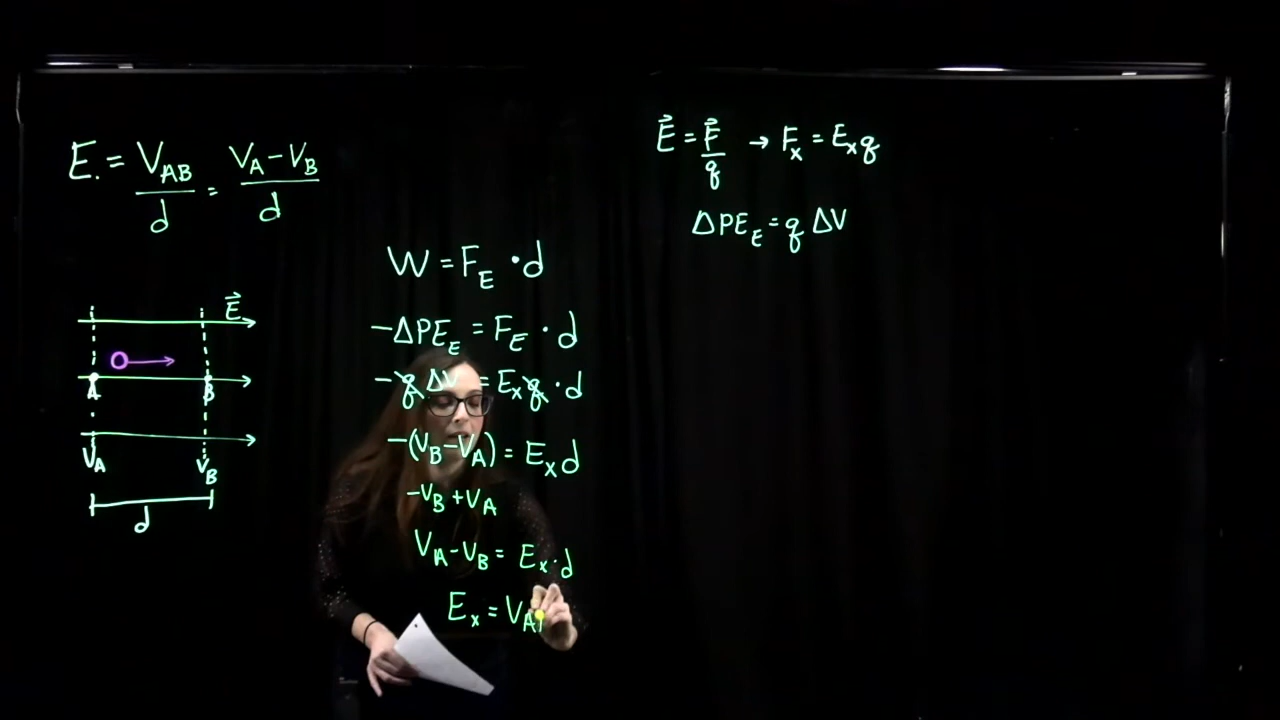 E. = V_AB / d = V_A - V_B / d
E⃗
A B
V_A V_B
d
W = F_E · d
-ΔPE_E = F_E · d
-q ΔV = E_x q · d
-(V_B - V_A) = E_x d
-V_B + V_A
V_A - V_B = E_x · d
E_x = V_A
E⃗ = F⃗ / q → F_x = E_x q
ΔPE_E = q ΔV